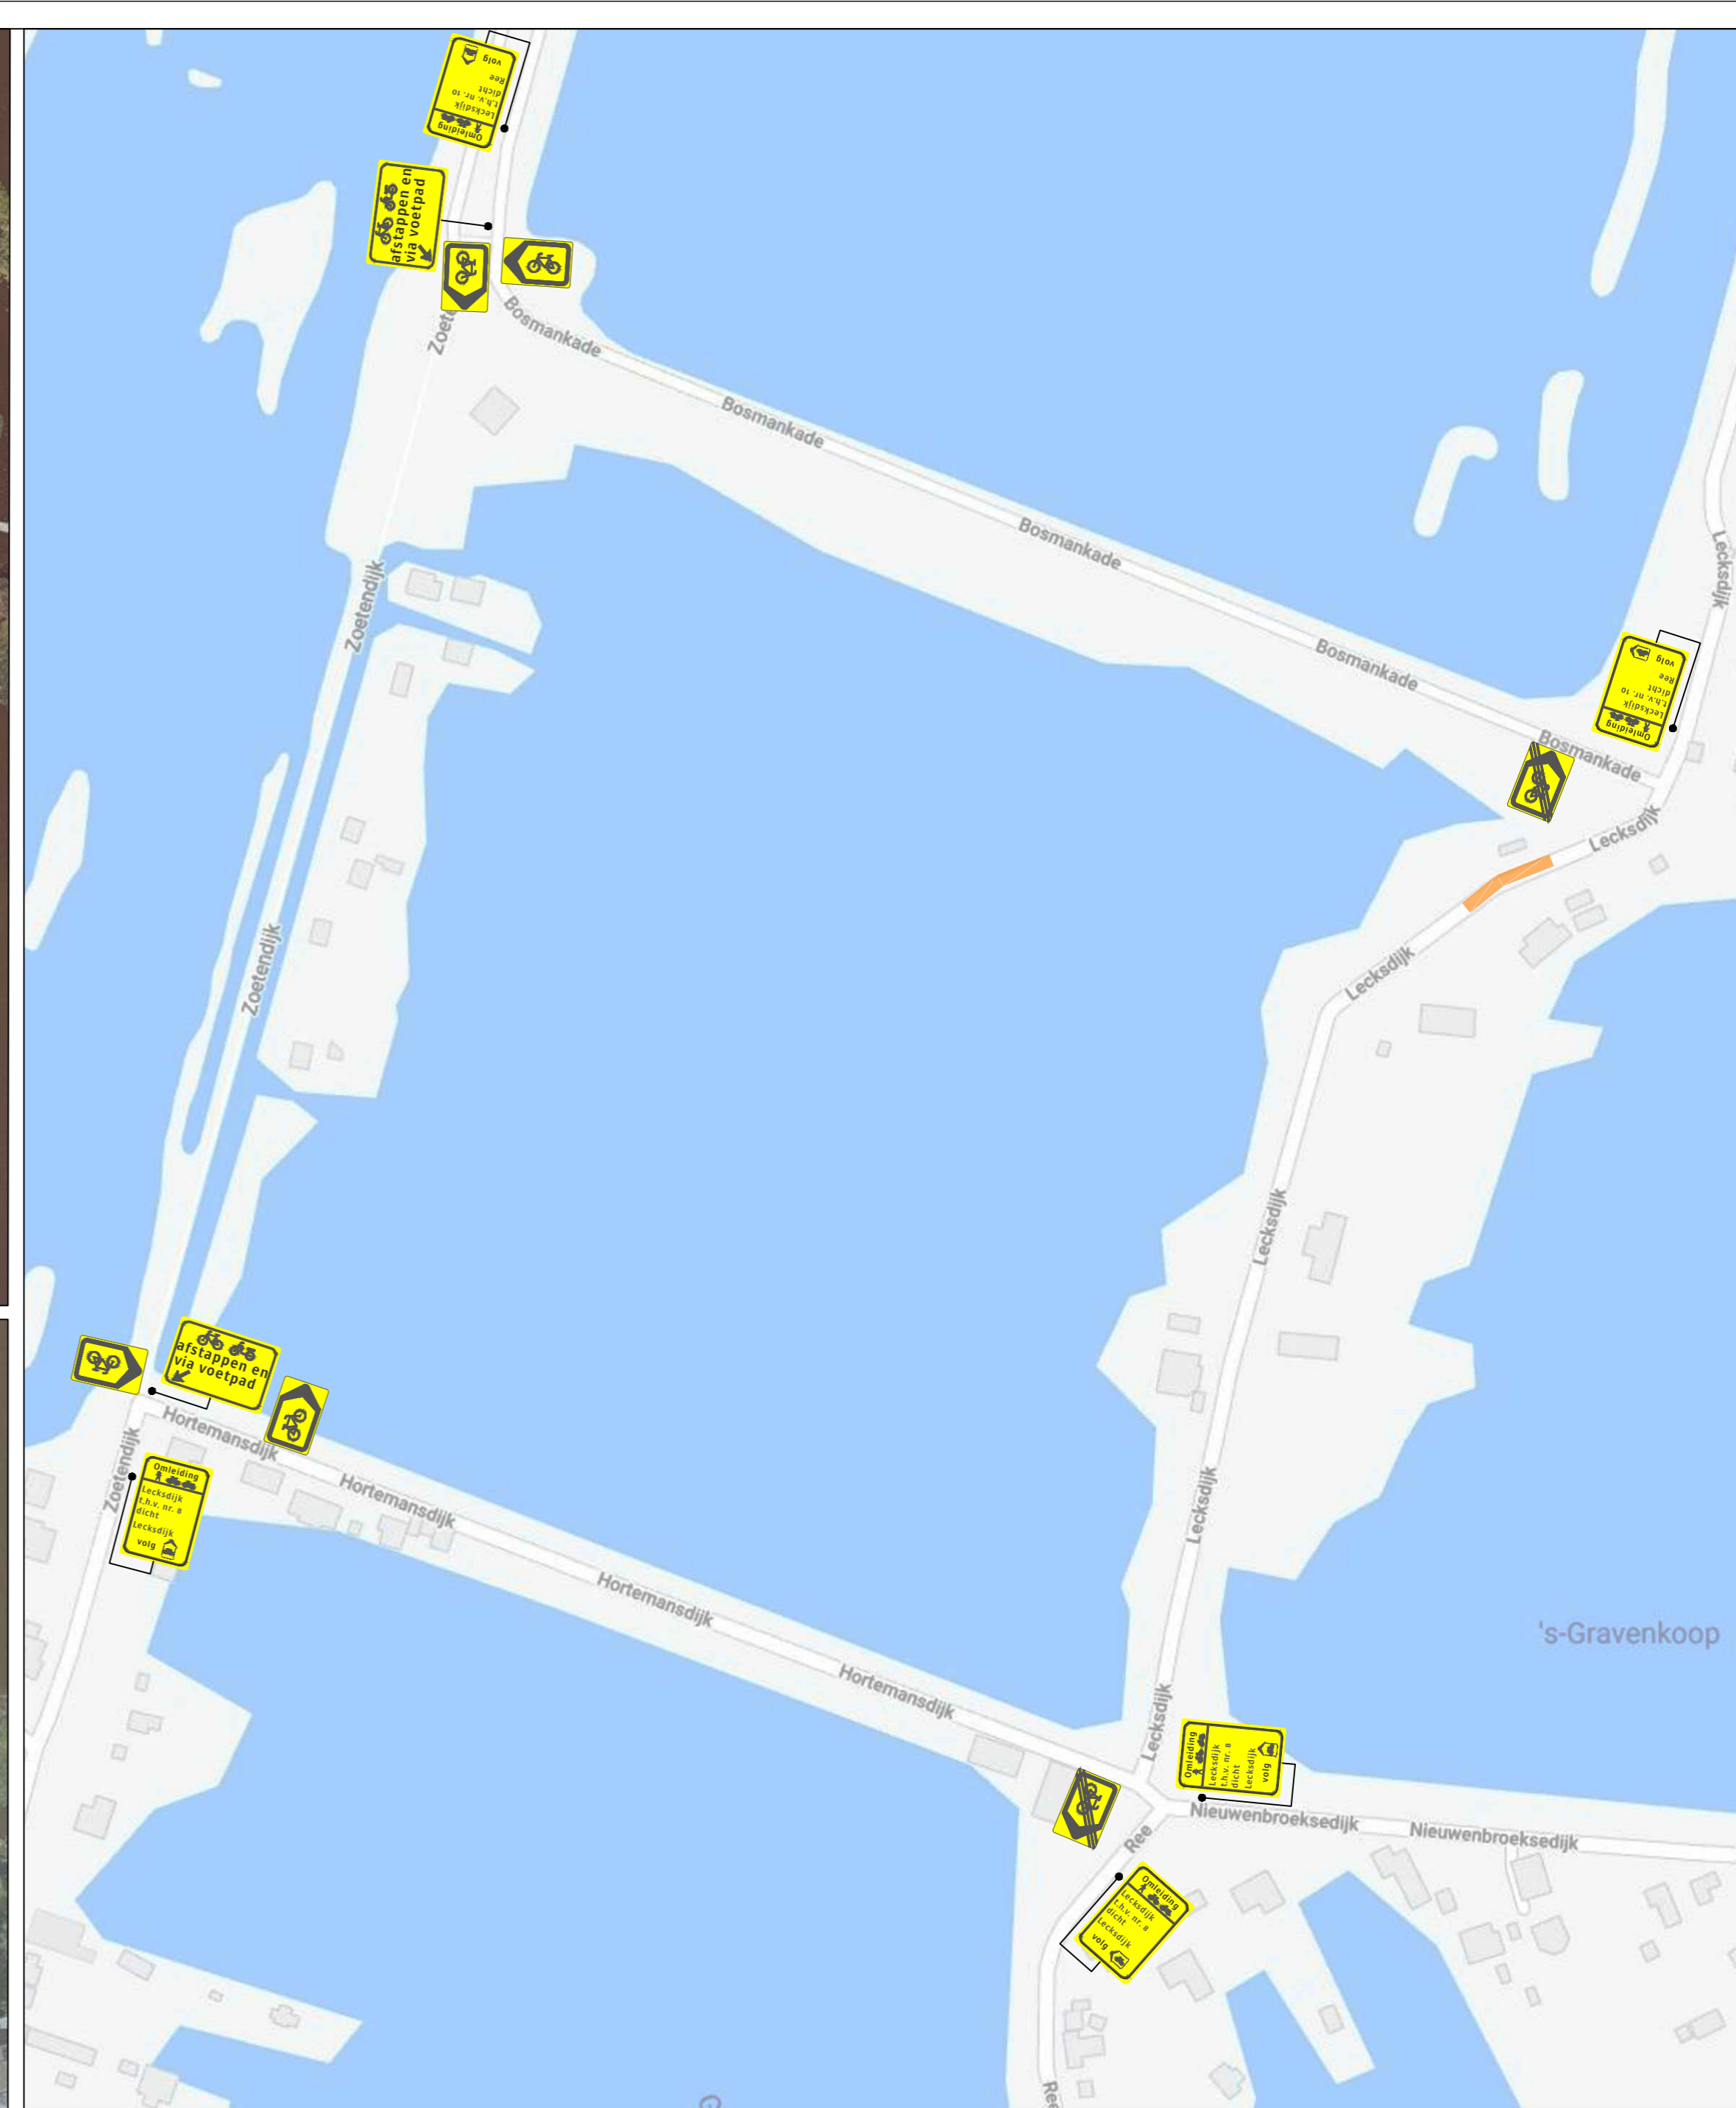 Omleiding
Lecksdijk
t.h.v. nr. 10
dicht
Ree
volg
afstappen en
via voetpad
Zoete
Bosmankade
Bosmankade
Bosmankade
Bosmankade
Bosmankade
Lecksdijk
Omleiding
Lecksdijk
t.h.v. nr. 10
dicht
Ree
volg
Lecksdijk
Zoetendijk
Zoetendijk
Lecksdijk
Lecksdijk
afstappen en
via voetpad
Hortemansdijk
Zoetendijk
Omleiding
Lecksdijk
t.h.v. nr. 8
dicht
Lecksdijk
volg
Hortemansdijk
Lecksdijk
Hortemansdijk
's-Gravenkoop
Hortemansdijk
Lecksdijk
Omleiding
Lecksdijk
t.h.v. nr. 8
dicht
Lecksdijk
volg
Nieuwenbroeksedijk
Nieuwenbroeksedijk
Ree
Omleiding
Lecksdijk
t.h.v. nr. 8
dicht
Lecksdijk
volg
Ree
G